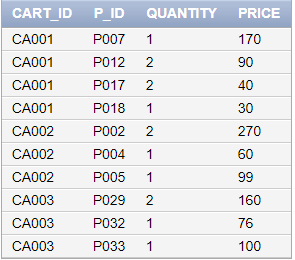 CART_ID P_ID QUANTITY PRICE
CA001 P007 1 170
CA001 P012 2 90
CA001 P017 2 40
CA001 P018 1 30
CA002 P002 2 270
CA002 P004 1 60
CA002 P005 1 99
CA003 P029 2 160
CA003 P032 1 76
CA003 P033 1 100